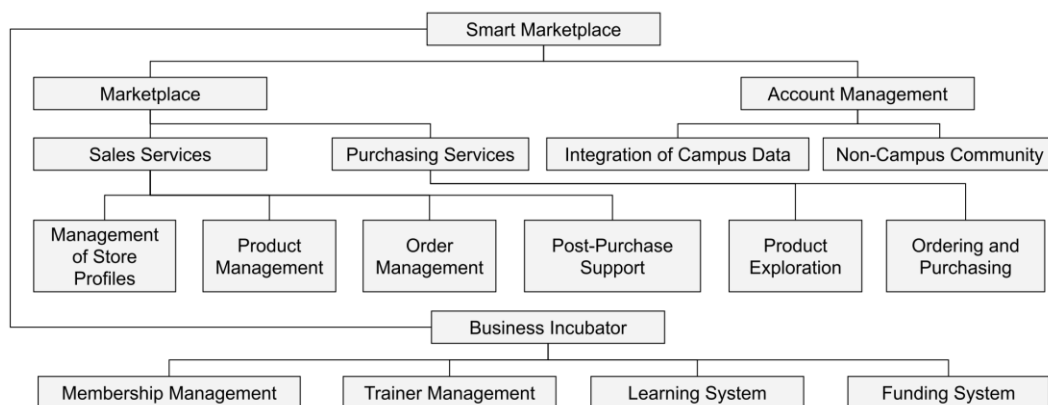 Smart Marketplace
Marketplace
Account Management
Sales Services
Purchasing Services
Integration of Campus Data
Non-Campus Community
Management
of Store
Profiles
Product
Management
Order
Management
Post-Purchase
Support
Product
Exploration
Ordering and
Purchasing
Business Incubator
Membership Management
Trainer Management
Learning System
Funding System